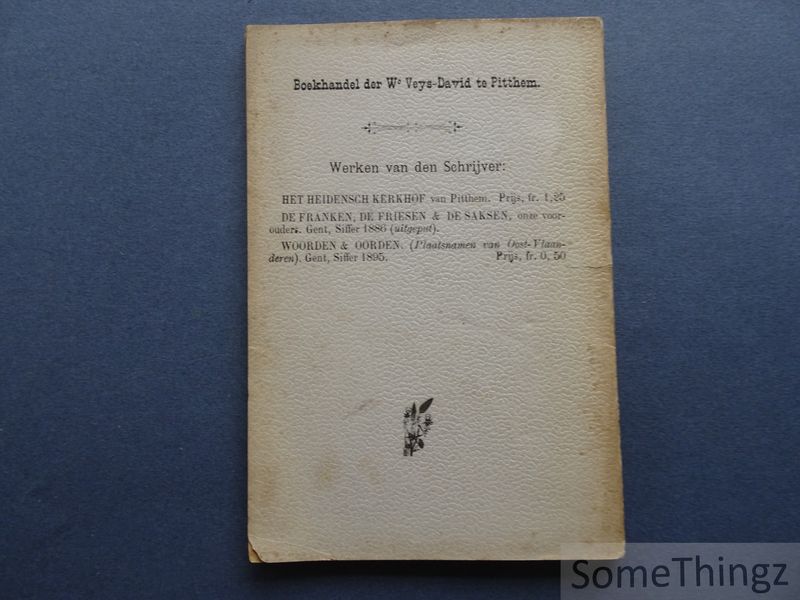 Boekhandel der Wᵉ Veys-David te Pitthem.
Werken van den Schrijver:
HET HEIDENSCH KERKHOF van Pitthem. Prijs, fr. 1,25
DE FRANKEN, DE FRIESEN & DE SAKSEN, onze voor-
ouders. Gent, Siffer 1886 (uitgeput).
WOORDEN & OORDEN. (Plaatsnamen van Oost-Vlaan-
deren). Gent, Siffer 1895. Prijs, fr. 0, 50
SomeThingz